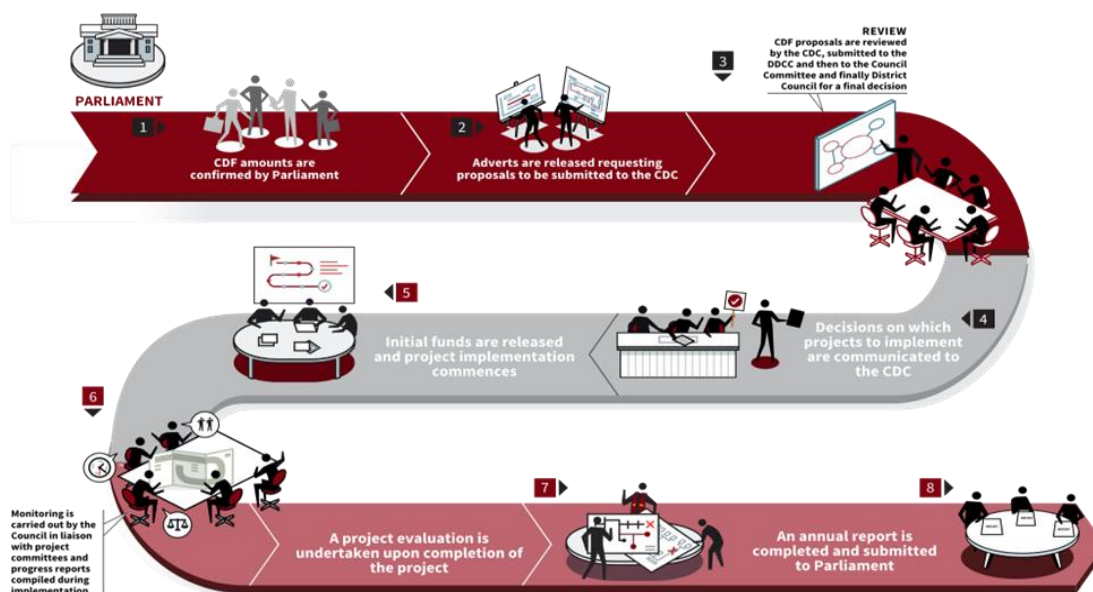 PARLIAMENT
1
CDF amounts are
confirmed by Parliament
2
Adverts are released requesting
proposals to be submitted to the CDC
3
REVIEW
CDF proposals are reviewed
by the CDC, submitted to the
DDCC and then to the Council
Committee and finally District
Council for a final decision
4
Decisions on which
projects to implement
are communicated to
the CDC
5
Initial funds are released
and project implementation
commences
6
Monitoring is
carried out by the
Council in liaison
with project
committees and
progress reports
compiled during
implementation
A project evaluation is
undertaken upon completion of
the project
7
An annual report is
completed and submitted
to Parliament
8